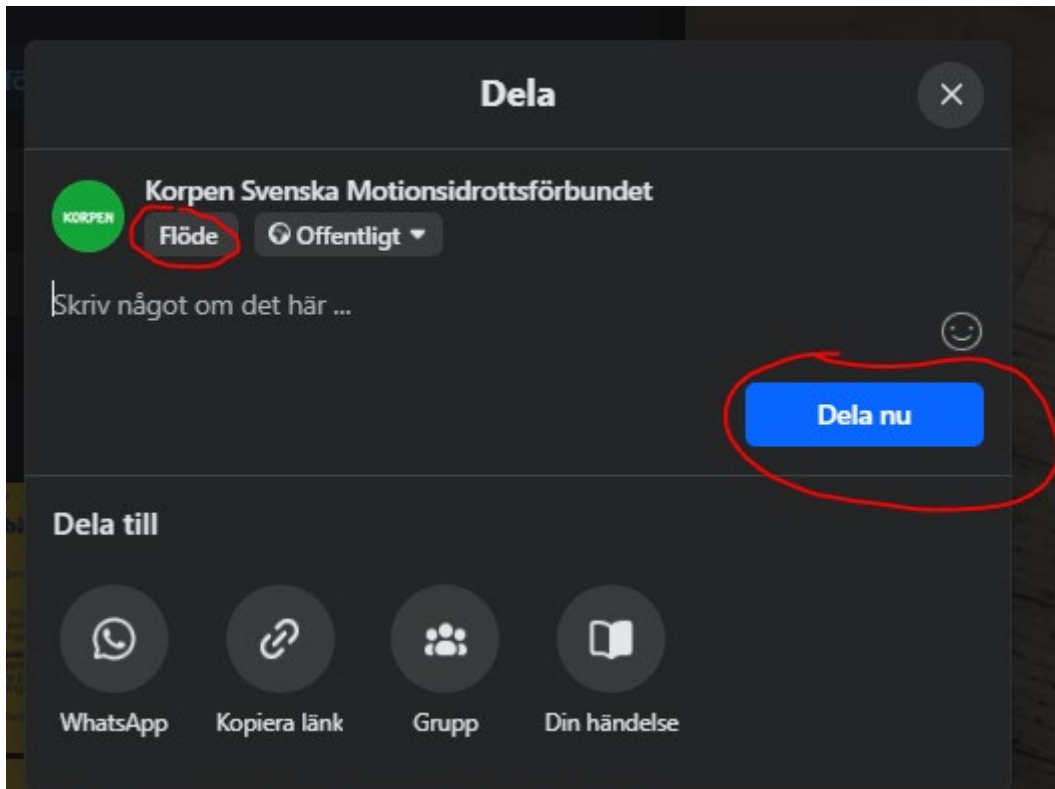 Dela
Korpen Svenska Motionsidrottsförbundet
KORPEN
Flöde Offentligt
Skriv något om det här ...
Dela nu
Dela till
WhatsApp Kopiera länk Grupp Din händelse